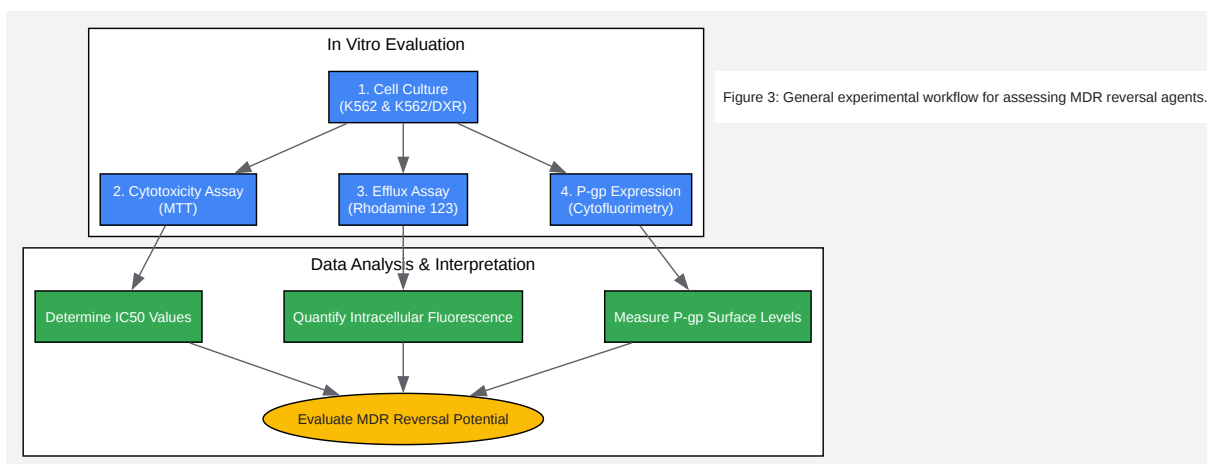 In Vitro Evaluation
1. Cell Culture
(K562 & K562/DXR)
Figure 3: General experimental workflow for assessing MDR reversal agents.
2. Cytotoxicity Assay
(MTT)
3. Efflux Assay
(Rhodamine 123)
4. P-gp Expression
(Cytofluorimetry)
Data Analysis & Interpretation
Determine IC50 Values
Quantify Intracellular Fluorescence
Measure P-gp Surface Levels
Evaluate MDR Reversal Potential